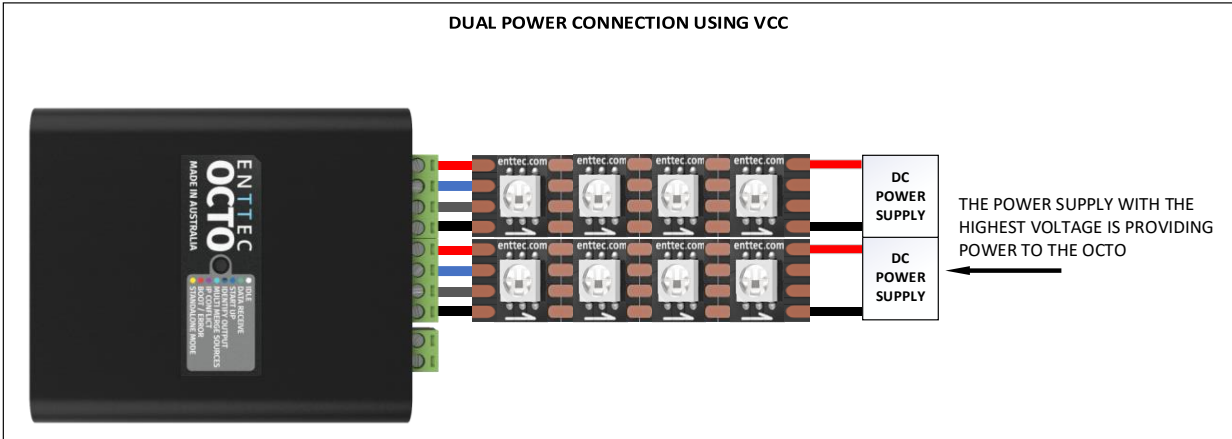 DUAL POWER CONNECTION USING VCC
ENTTEC
OCTO
MADE IN AUSTRALIA
IDLE
DATA RECEIVE
START UP
IDENTIFY OUTPUT
MULTI MERGE SOURCES
IP CONFLICT
BOOT / ERROR
STANDALONE MODE
enttec.com enttec.com enttec.com enttec.com
enttec.com enttec.com enttec.com enttec.com
DC
POWER
SUPPLY
DC
POWER
SUPPLY
THE POWER SUPPLY WITH THE
HIGHEST VOLTAGE IS PROVIDING
POWER TO THE OCTO